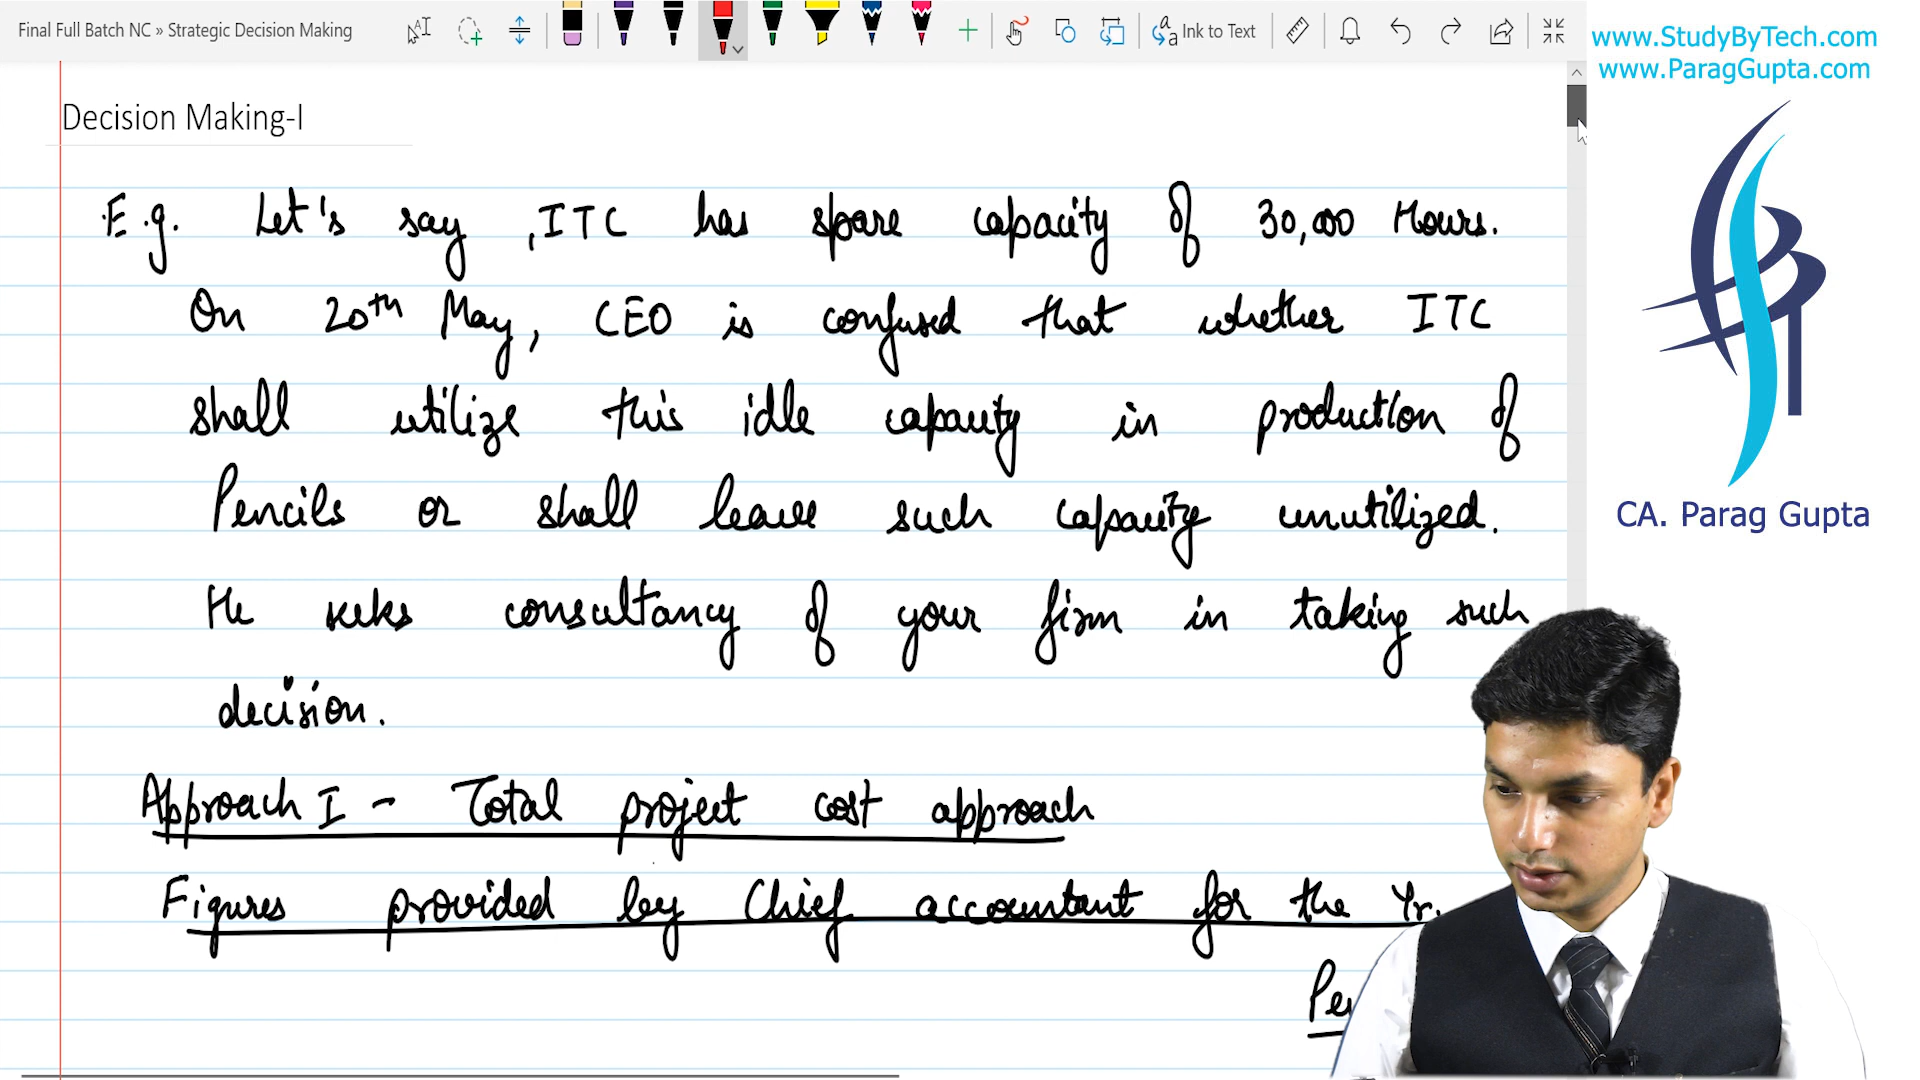 Final Full Batch NC » Strategic Decision Making
Ink to Text
www.StudyByTech.com
www.ParagGupta.com
Decision Making-I
E.g. Let's say, ITC has spare capacity of 30,000 Hours.
On 20th May, CEO is confused that whether ITC
shall utilize this idle capacity in production of
Pencils or shall leave such capacity unutilized.
He seeks consultancy of your firm in taking such
decision.
Approach I - Total project cost approach
Figures provided by Chief accountant for the Yr.
CA. Parag Gupta